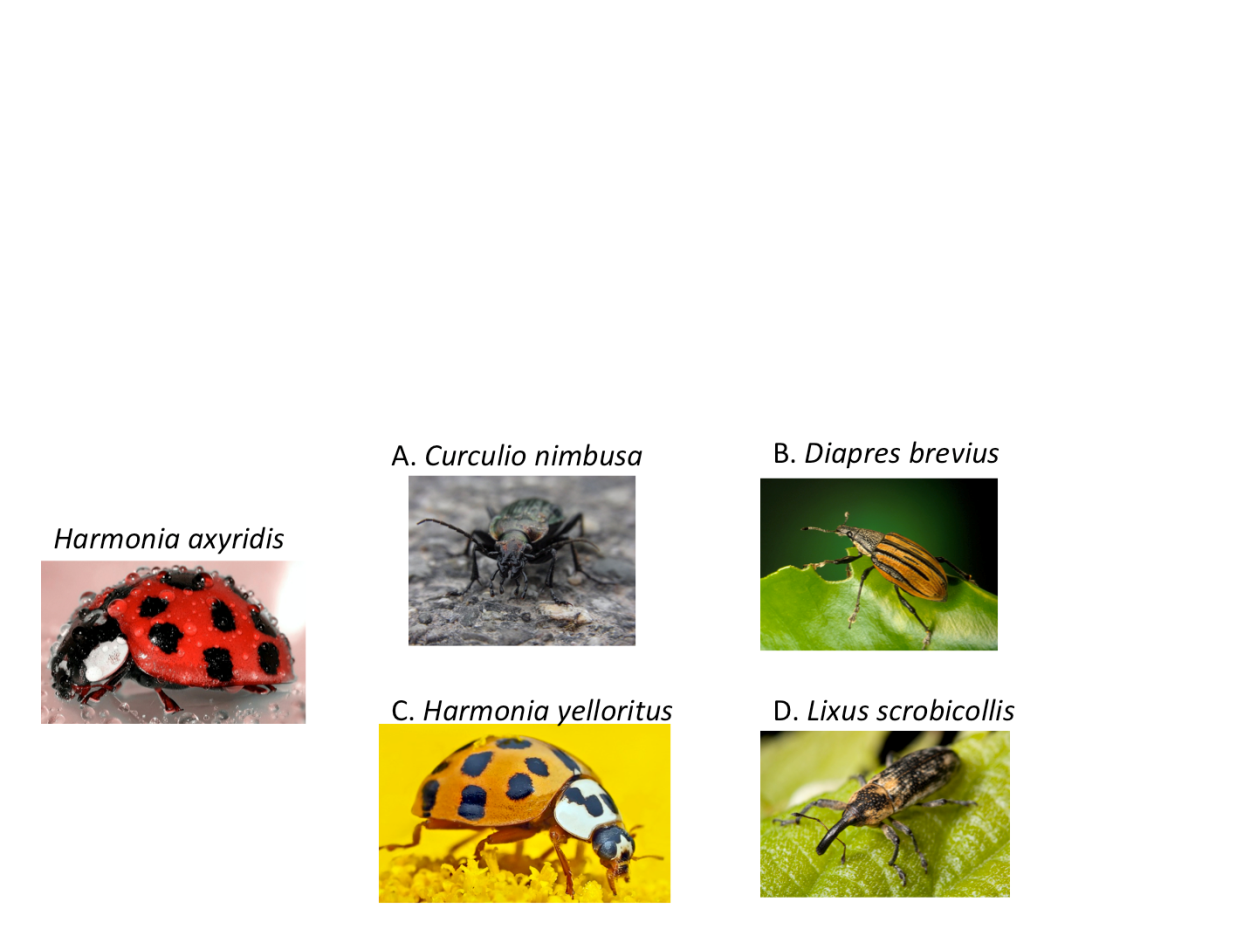 A. Curculio nimbusa
B. Diapres brevius
Harmonia axyridis
C. Harmonia yelloritus
D. Lixus scrobicollis